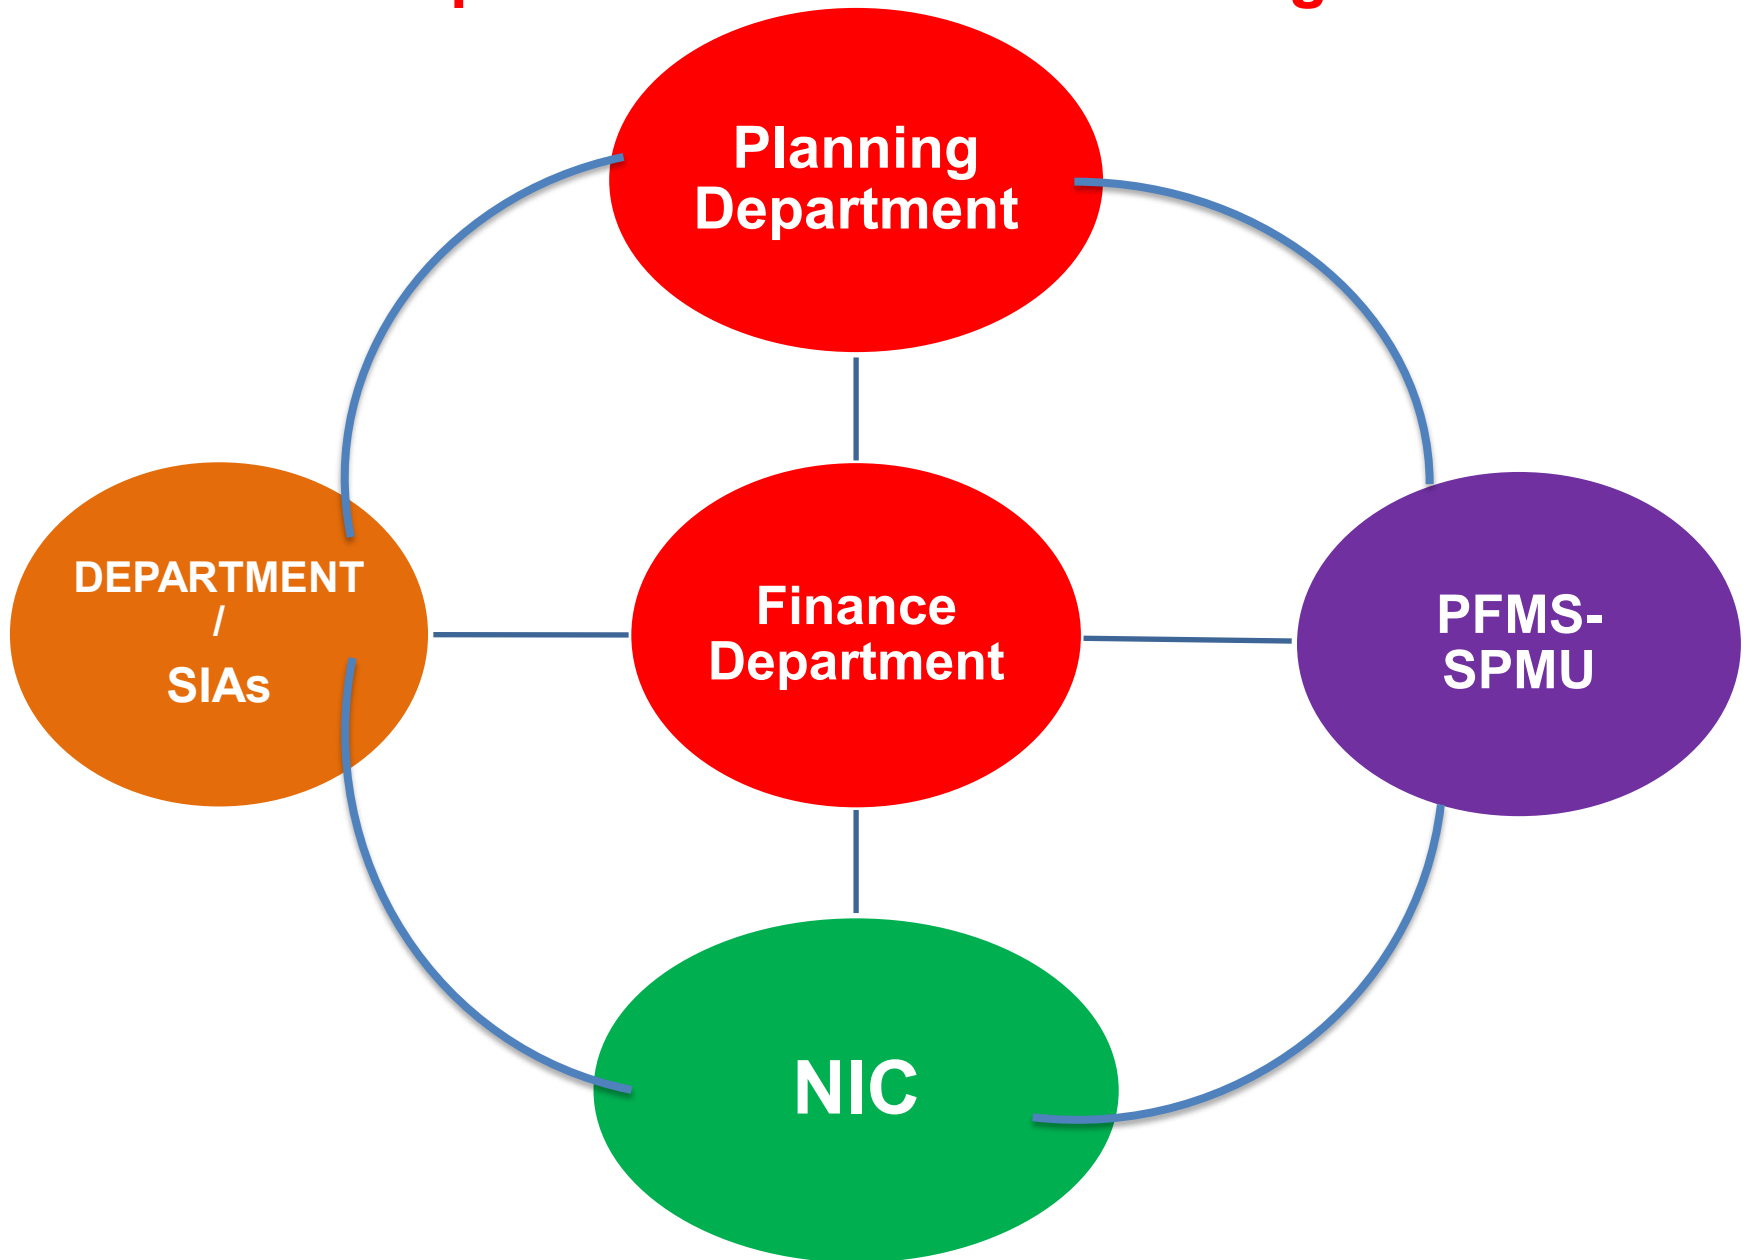 Planning
Department
DEPARTMENT
/
SIAs
Finance
Department
PFMS-
SPMU
NIC